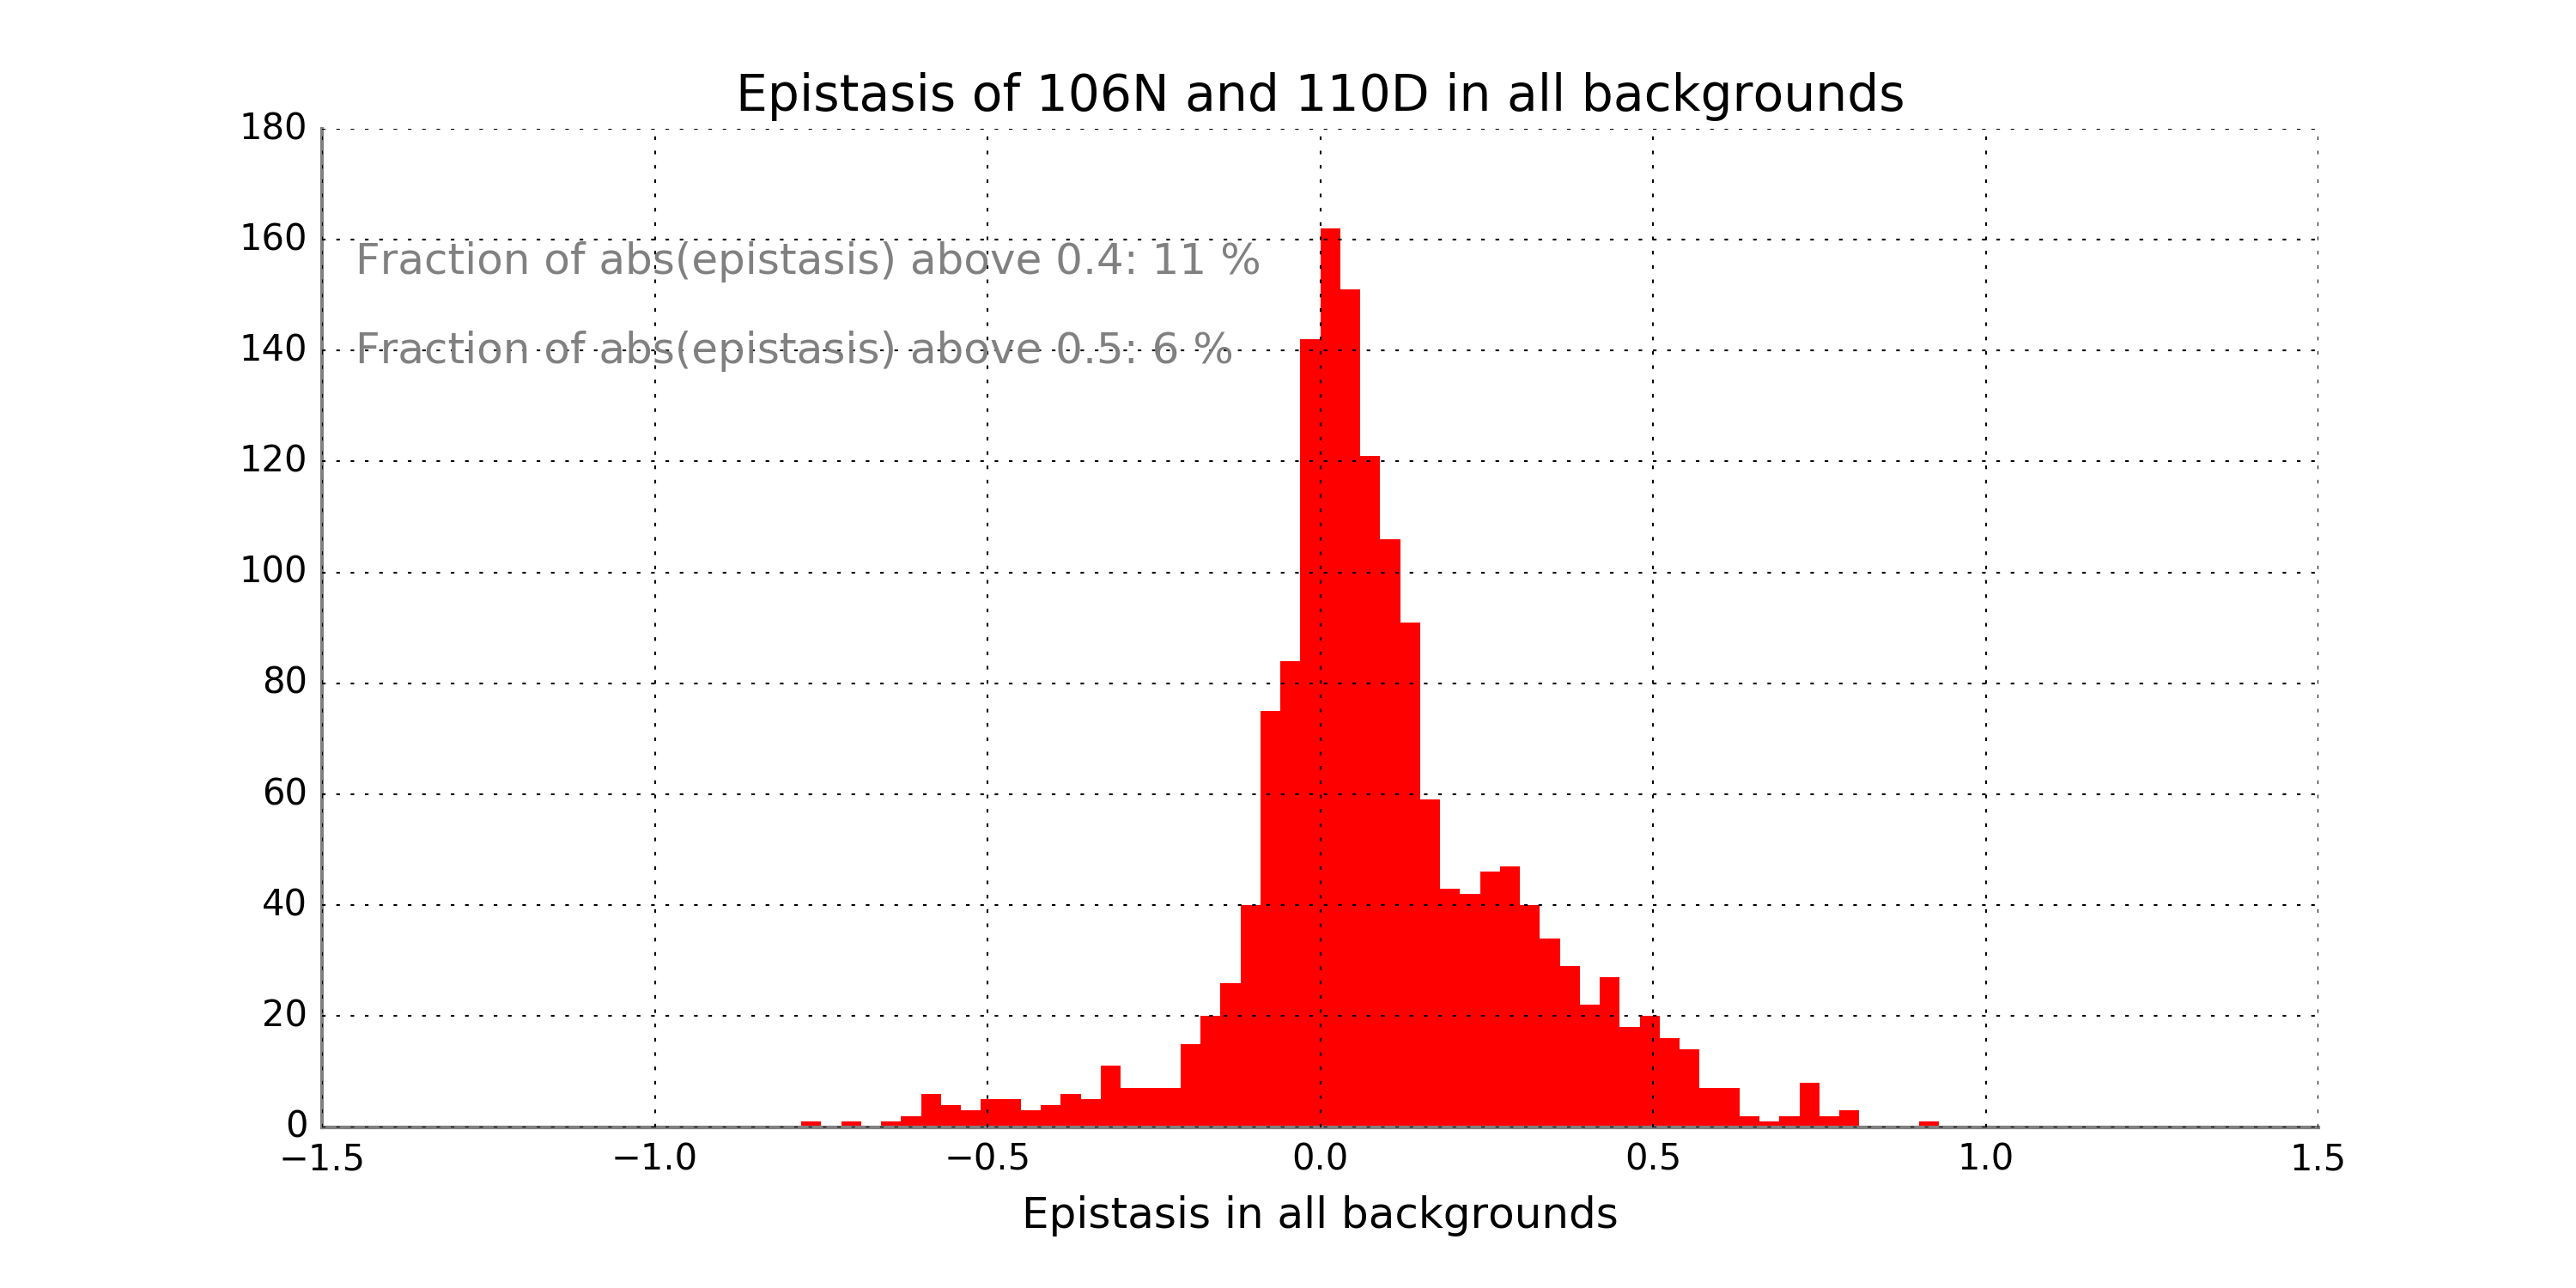 Epistasis of 106N and 110D in all backgrounds
180
160
Fraction of abs(epistasis) above 0.4: 11 %
140
Fraction of abs(epistasis) above 0.5: 6 %
120
100
80
60
40
20
0
−1.5 −1.0 −0.5 0.0 0.5 1.0 1.5
Epistasis in all backgrounds